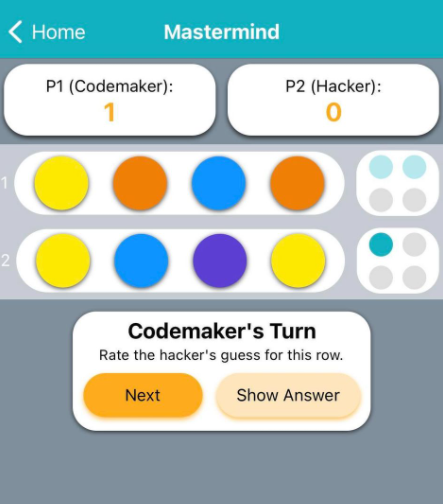 Home
Mastermind
P1 (Codemaker):
1
P2 (Hacker):
0
1
2
Codemaker's Turn
Rate the hacker's guess for this row.
Next
Show Answer